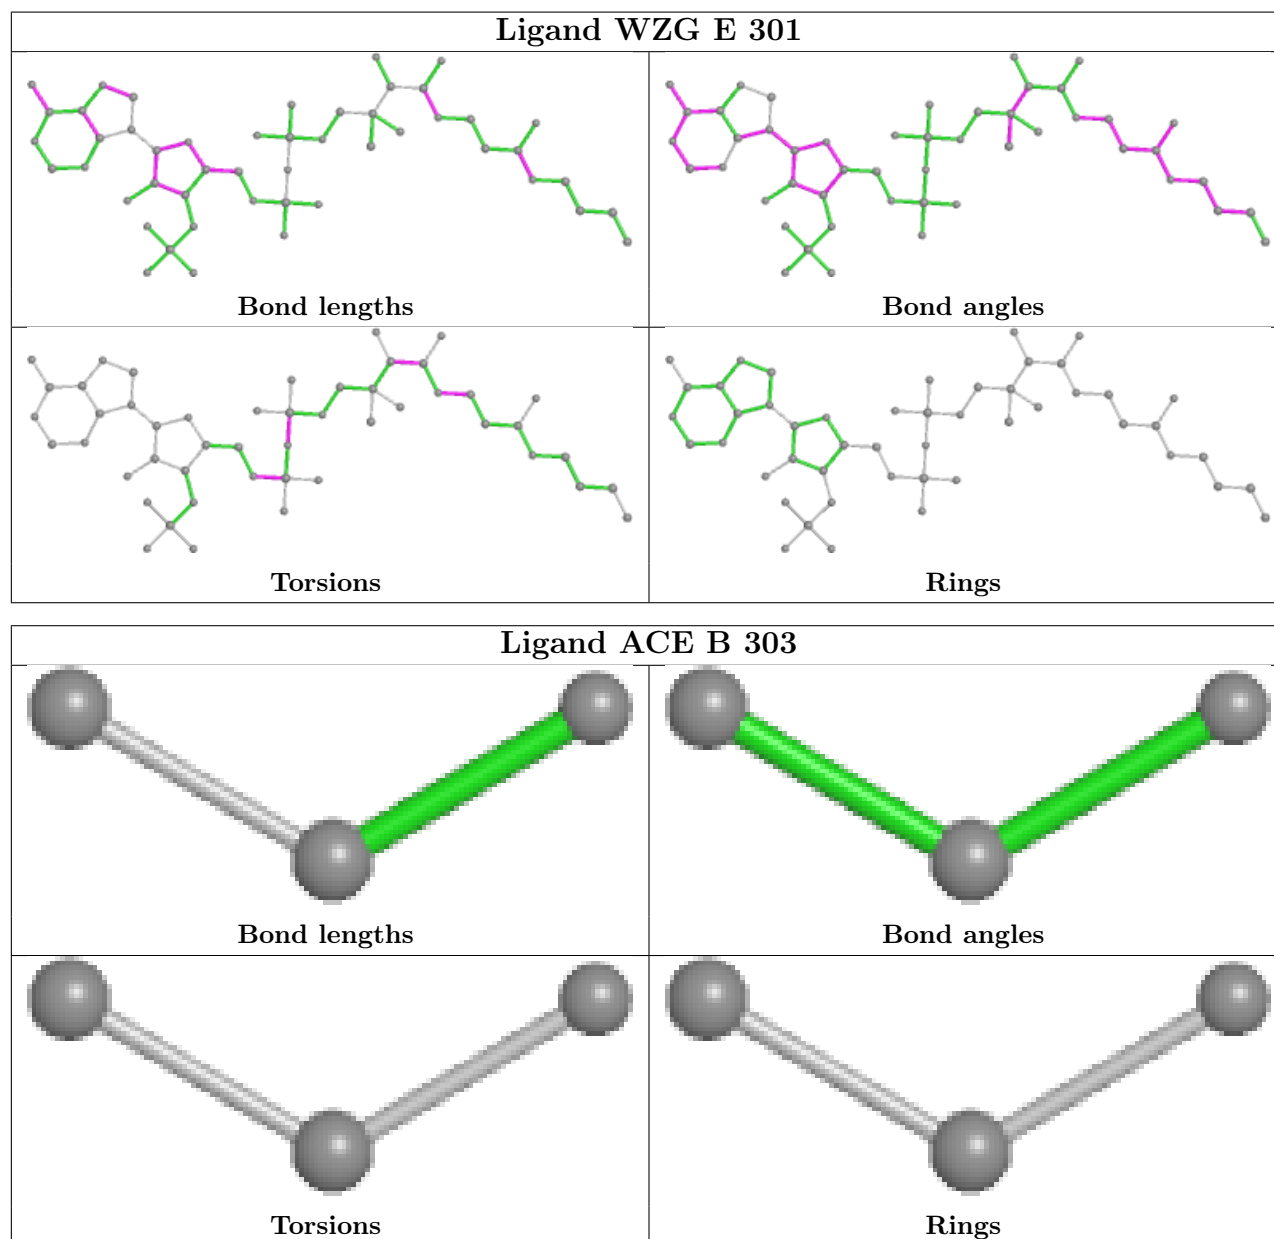 Ligand WZG E 301
Bond lengths
Bond angles
Torsions
Rings
Ligand ACE B 303
Bond lengths
Bond angles
Torsions
Rings